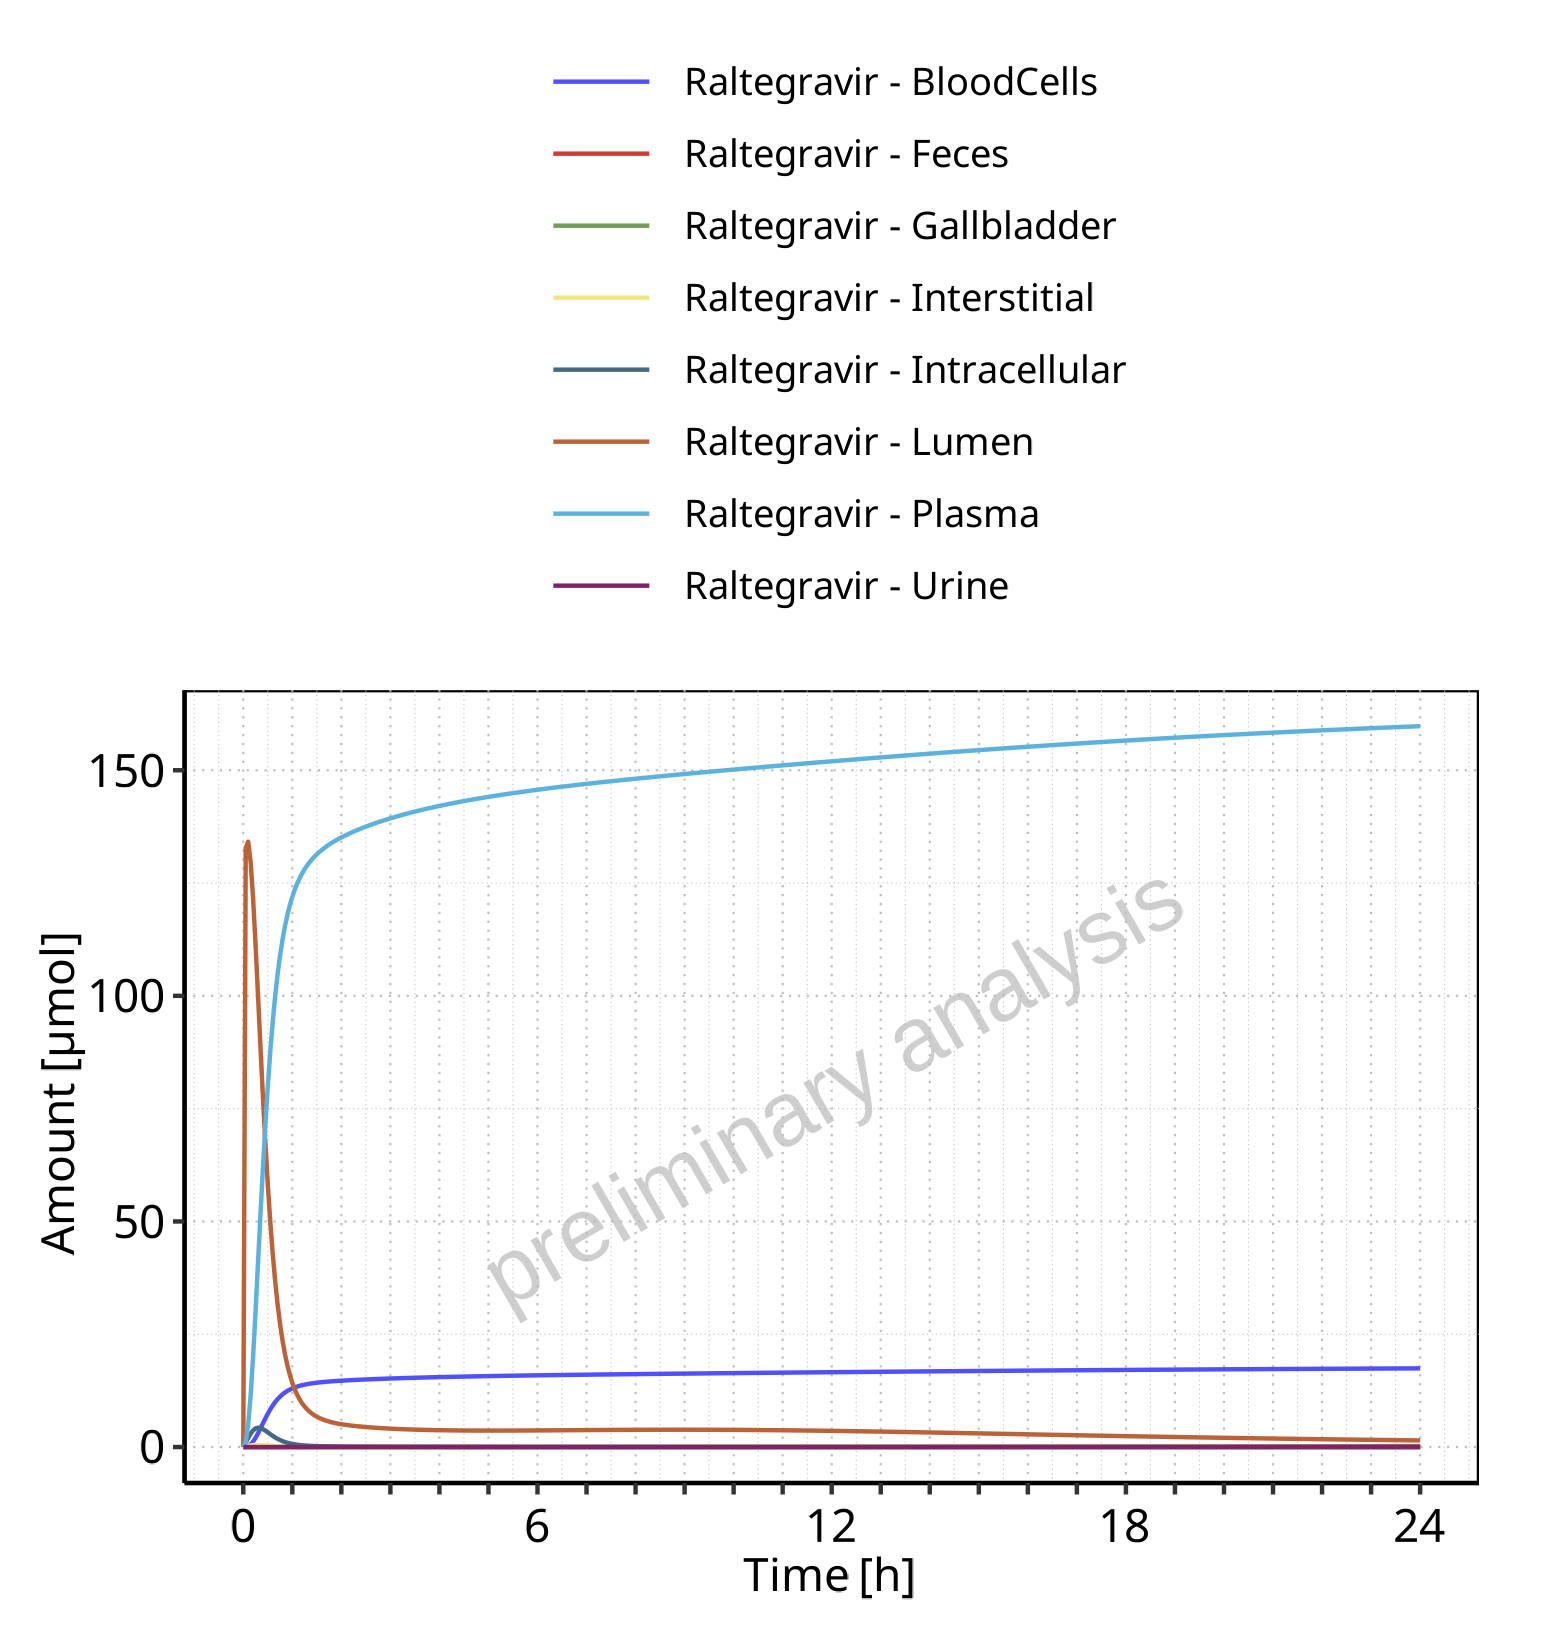 Raltegravir - BloodCells
Raltegravir - Feces
Raltegravir - Gallbladder
Raltegravir - Interstitial
Raltegravir - Intracellular
Raltegravir - Lumen
Raltegravir - Plasma
Raltegravir - Urine
150
100
50
0
Amount [µmol]
preliminary analysis
0 6 12 18 24
Time [h]